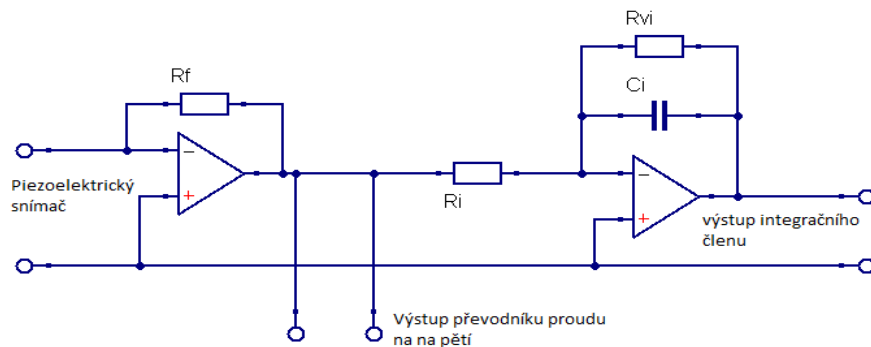 Rvi
Rf
Ci
−
+
Piezoelektrický
snímač
Ri
−
+
výstup integračního
členu
Výstup převodníku proudu
na na pětí